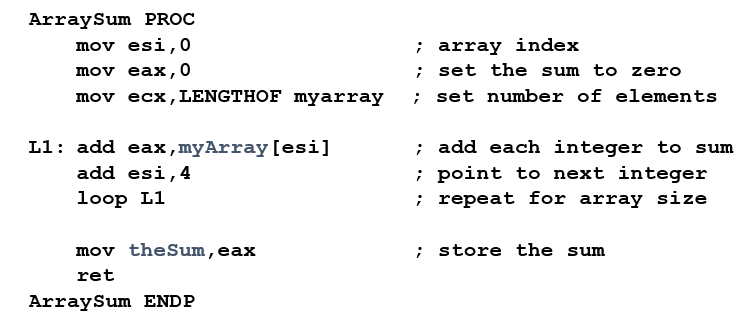 ArraySum PROC
    mov esi,0                   ; array index
    mov eax,0                   ; set the sum to zero
    mov ecx,LENGTHOF myarray   ; set number of elements

L1: add eax,myArray[esi]        ; add each integer to sum
    add esi,4                   ; point to next integer
    loop L1                     ; repeat for array size

    mov theSum,eax              ; store the sum
    ret
ArraySum ENDP